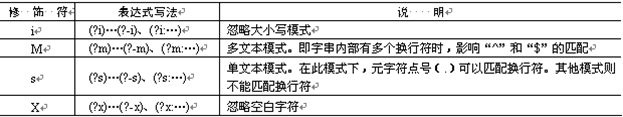 修 饰 符 表达式写法 说 明
i (?i)…(?-i)、(?i:…) 忽略大小写模式
M (?m)…(?-m)、(?m:…) 多文本模式。即字串内部有多个换行符时，影响“^”和“$”的匹配
s (?s)…(?-s)、(?s:…) 单文本模式。在此模式下，元字符点号（.）可以匹配换行符。其他模式则
不能匹配换行符
X (?x)…(?-x)、(?x:…) 忽略空白字符